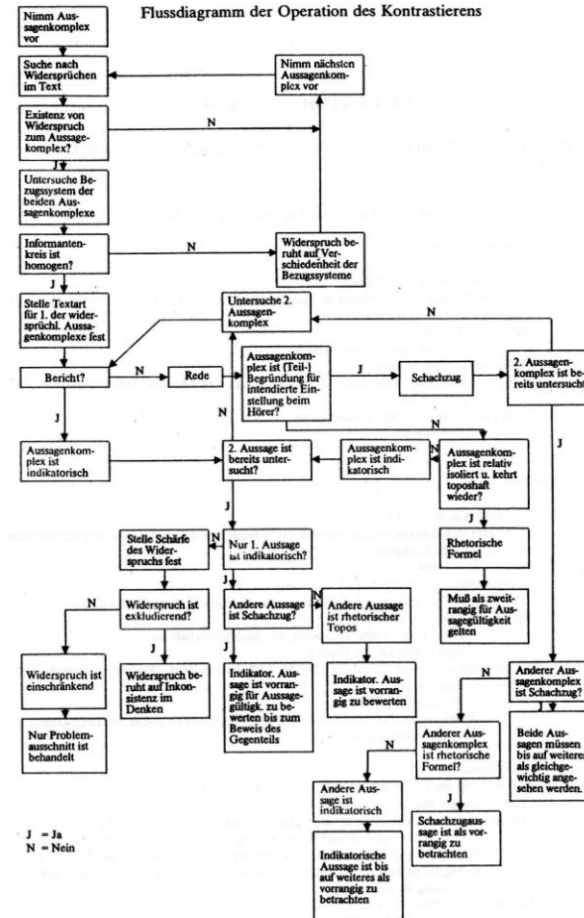 Flussdiagramm der Operation des Kontrastierens
Nimm Aus-
sagenkomplex
vor
Suche nach
Widersprüchen
im Text
Nimm nächsten
Aussagenkom-
plex vor
Existenz von
Widerspruch
zum Aussage-
komplex?
N
J
Untersuche Be-
zugssystem der
beiden Aus-
sagenkomplexe
Informanten-
kreis ist
homogen?
N
Widerspruch be-
ruht auf Ver-
schiedenheit der
Bezugssysteme
J
Stelle Textart
für 1. der wider-
sprüchl. Aussa-
genkomplexe fest
Untersuche 2.
Aussagen-
komplex
N
Bericht?
N
Rede
Aussagenkom-
plex ist (Teil-)
Begründung für
intendierte Ein-
stellung beim
Hörer?
J
Schachzug
2. Aussagen-
komplex ist be-
reits untersucht
J
N
N
J
Aussagenkom-
plex ist
indikatorisch
2. Aussage ist
bereits unter-
sucht?
Aussagenkom-
plex ist indi-
katorisch
N
Aussagenkom-
plex ist relativ
isoliert u. kehrt
toposhaft
wieder?
J
J
Stelle Schärfe
des Wider-
spruchs fest
N
Nur 1. Aussage
ist indikatorisch?
Rhetorische
Formel
J
N
Widerspruch ist
exkludierend?
Andere Aussage
ist Schachzug?
N
Andere Aussage
ist rhetorischer
Topos
Muß als zweit-
rangig für Aus-
sagegültigkeit
gelten
J
J
Widerspruch ist
einschränkend
Widerspruch
beruht auf Inkon-
sistenz im
Denken
Indikator. Aus-
sage ist vorran-
gig für Aussage-
gültigk. zu be-
werten bis zum
Beweis des
Gegenteils
Indikator. Aus-
sage ist vorran-
gig zu bewerten
Anderer Aus-
sagenkomplex
ist Schachzug?
N
J
Nur Problem-
ausschnitt ist
behandelt
Anderer Aus-
sagenkomplex
ist rhetorische
Formel?
Beide Aus-
sagen müssen
bis auf weiteres
als gleichge-
wichtig ange-
sehen werden.
N
J
Andere Aus-
sage ist
indikatorisch
Schachzugaus-
sage ist als vor-
rangig zu
betrachten
J = Ja
N = Nein
Indikatorische
Aussage ist bis
auf weiteres als
vorrangig zu
betrachten